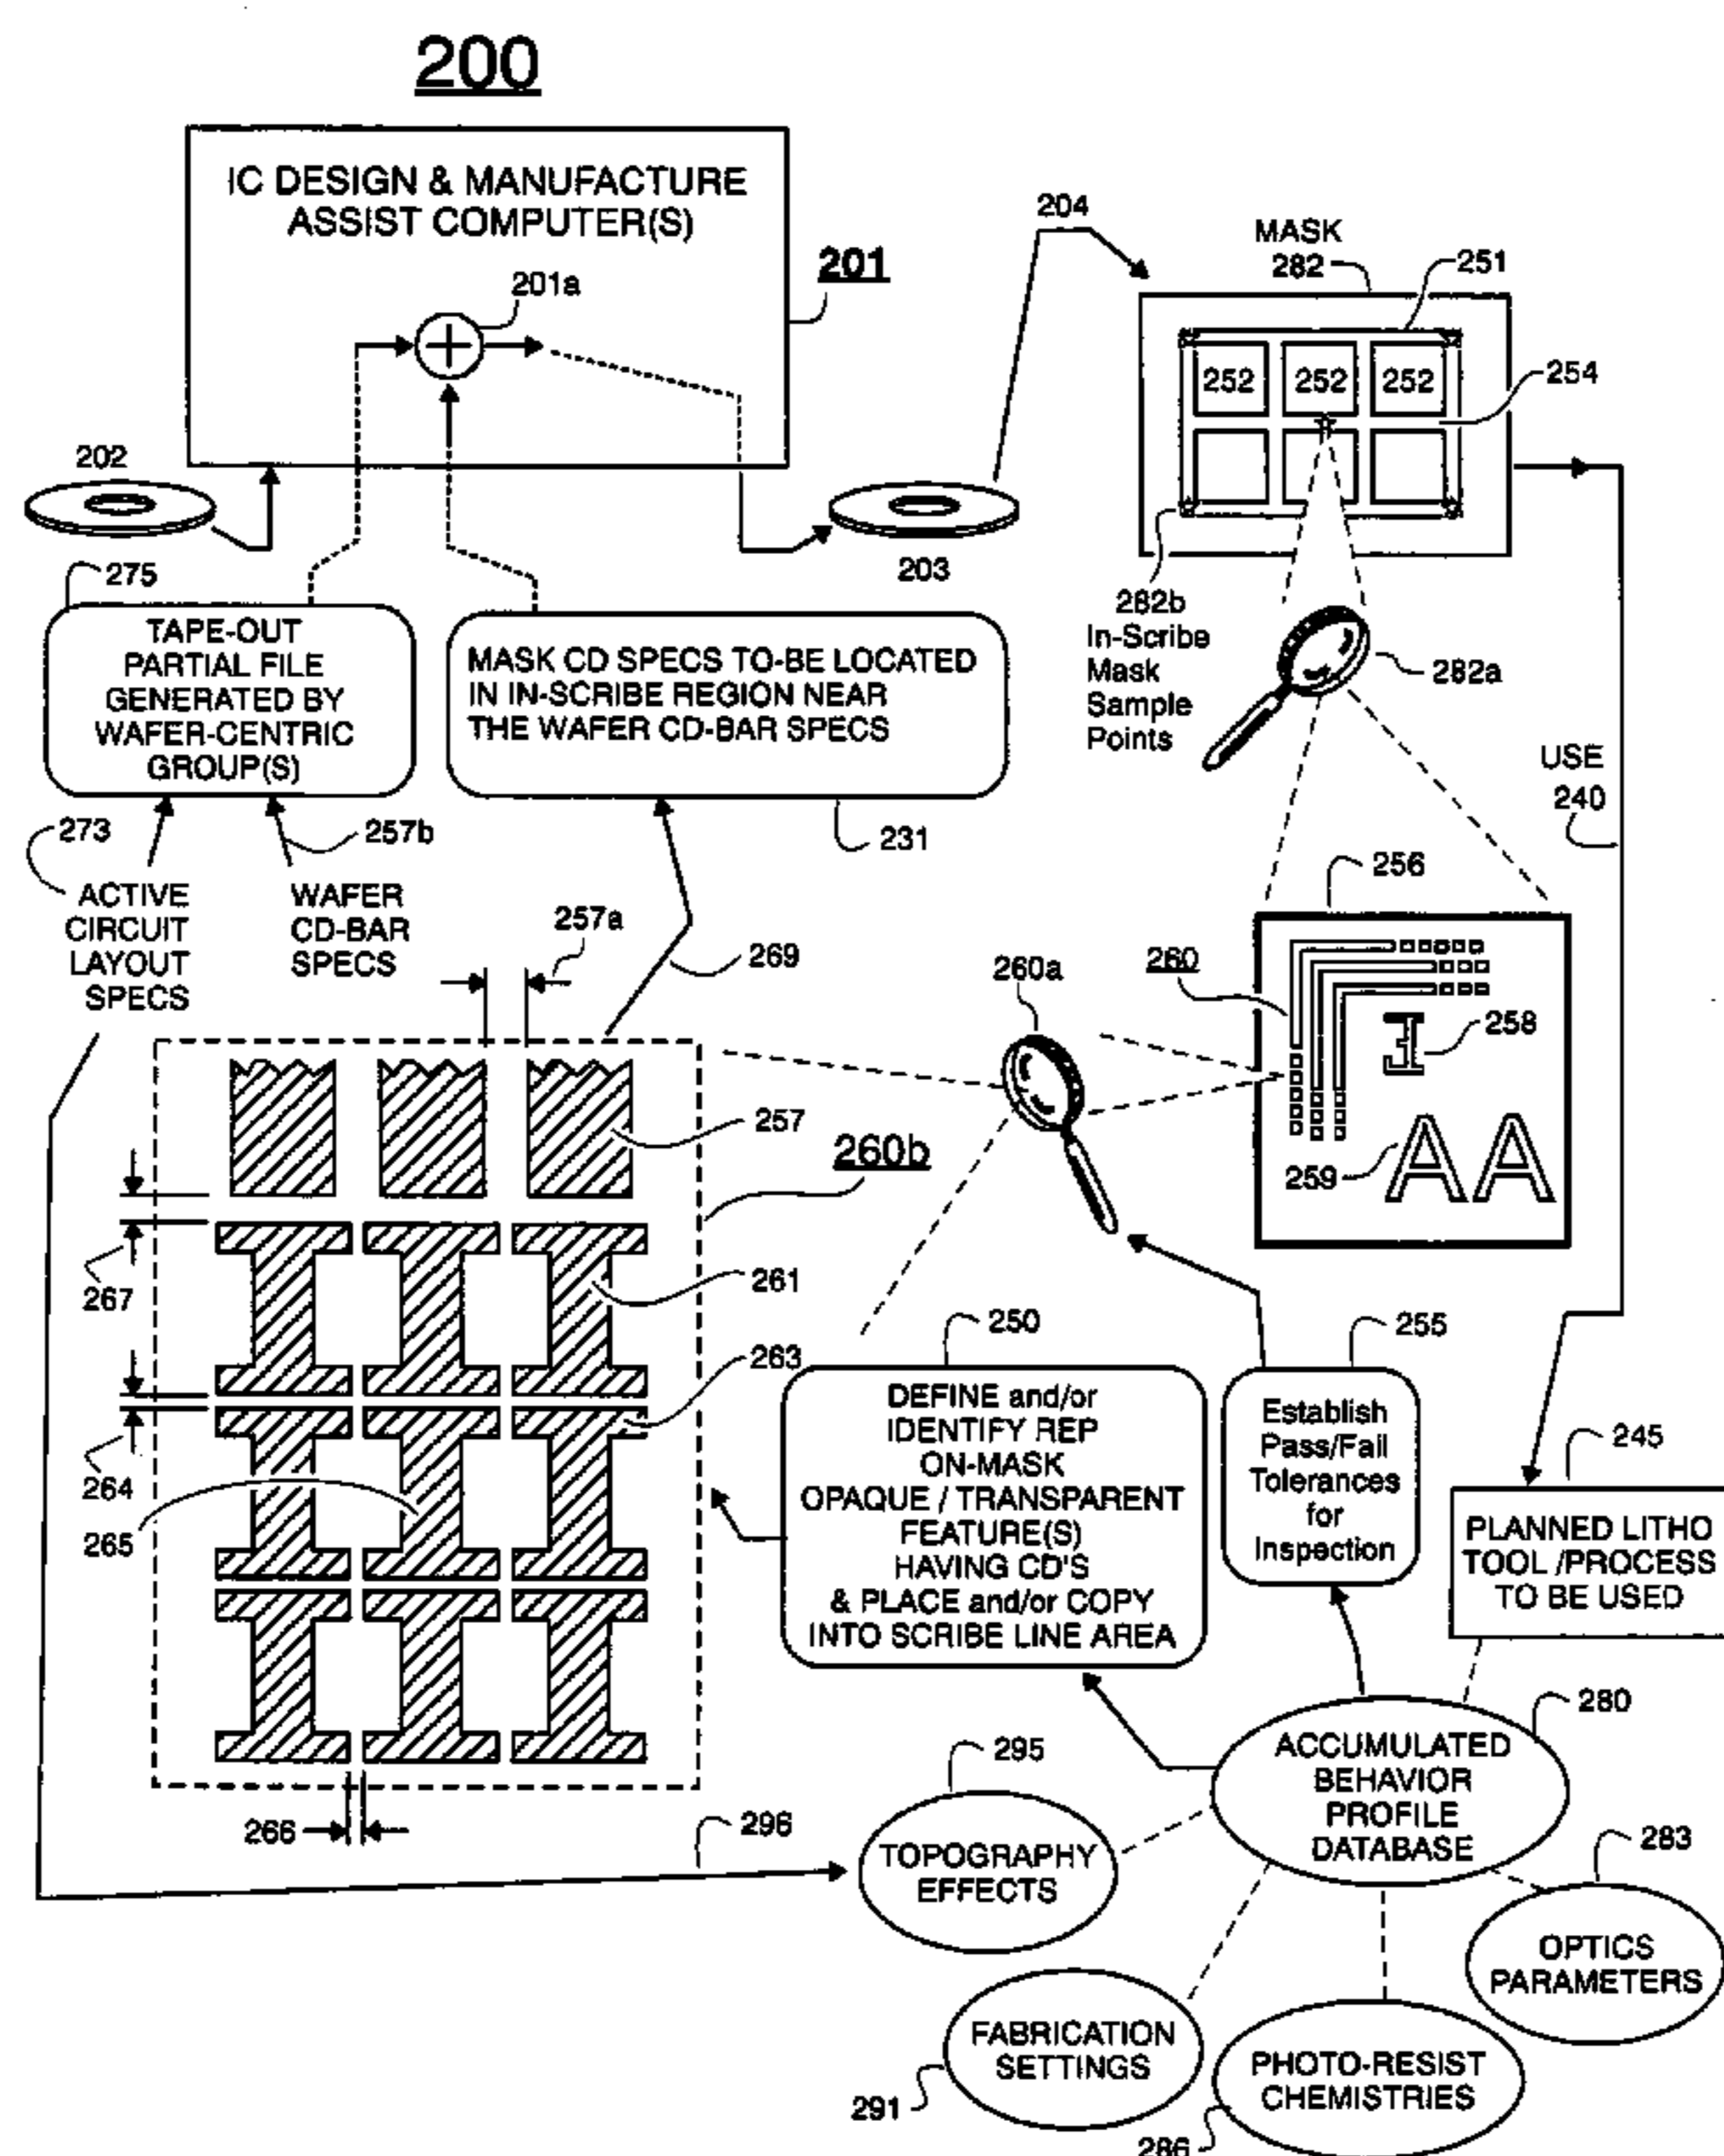 200
IC DESIGN & MANUFACTURE
ASSIST COMPUTER(S)
201a
201
202
203
204
MASK
282
251
252 252 252
254
282b
In-Scribe
Mask
Sample
Points
282a
275
TAPE-OUT
PARTIAL FILE
GENERATED BY
WAFER-CENTRIC
GROUP(S)
MASK CD SPECS TO-BE LOCATED
IN IN-SCRIBE REGION NEAR
THE WAFER CD-BAR SPECS
231
USE
240
273
ACTIVE
CIRCUIT
LAYOUT
SPECS
257b
WAFER
CD-BAR
SPECS
257a
269
260a
256
260
258
259
AA
257
260b
267
261
263
264
265
266
250
DEFINE and/or
IDENTIFY REP
ON-MASK
OPAQUE / TRANSPARENT
FEATURE(S)
HAVING CD'S
& PLACE and/or COPY
INTO SCRIBE LINE AREA
255
Establish
Pass/Fail
Tolerances
for
Inspection
245
PLANNED LITHO
TOOL /PROCESS
TO BE USED
280
ACCUMULATED
BEHAVIOR
PROFILE
DATABASE
295
TOPOGRAPHY
EFFECTS
296
283
OPTICS
PARAMETERS
FABRICATION
SETTINGS
291
PHOTO-RESIST
CHEMISTRIES
286